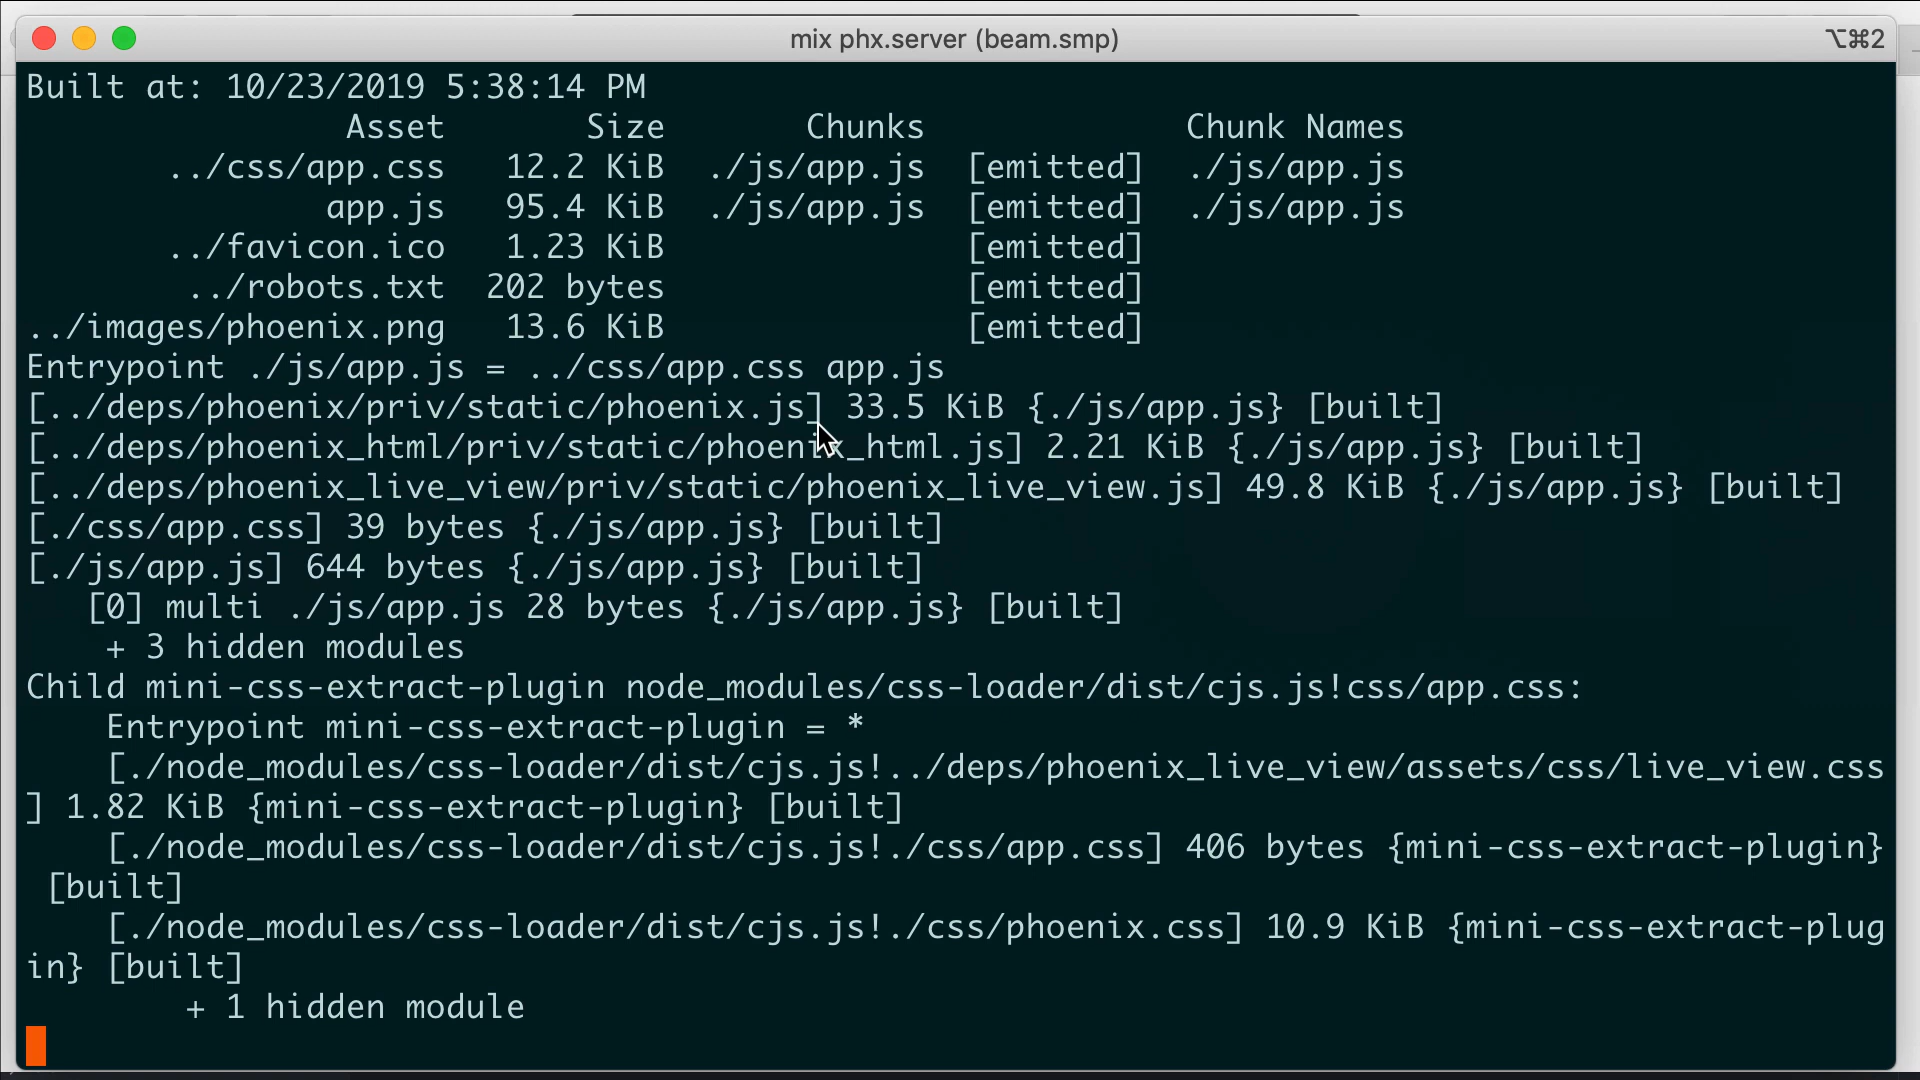 mix phx.server (beam.smp) ⌥⌘2
Built at: 10/23/2019 5:38:14 PM
Asset Size Chunks Chunk Names
../css/app.css 12.2 KiB ./js/app.js [emitted] ./js/app.js
app.js 95.4 KiB ./js/app.js [emitted] ./js/app.js
../favicon.ico 1.23 KiB [emitted]
../robots.txt 202 bytes [emitted]
../images/phoenix.png 13.6 KiB [emitted]
Entrypoint ./js/app.js = ../css/app.css app.js
[../deps/phoenix/priv/static/phoenix.js] 33.5 KiB {./js/app.js} [built]
[../deps/phoenix_html/priv/static/phoenix_html.js] 2.21 KiB {./js/app.js} [built]
[../deps/phoenix_live_view/priv/static/phoenix_live_view.js] 49.8 KiB {./js/app.js} [built]
[./css/app.css] 39 bytes {./js/app.js} [built]
[./js/app.js] 644 bytes {./js/app.js} [built]
[0] multi ./js/app.js 28 bytes {./js/app.js} [built]
+ 3 hidden modules
Child mini-css-extract-plugin node_modules/css-loader/dist/cjs.js!css/app.css:
Entrypoint mini-css-extract-plugin = *
[./node_modules/css-loader/dist/cjs.js!../deps/phoenix_live_view/assets/css/live_view.css
] 1.82 KiB {mini-css-extract-plugin} [built]
[./node_modules/css-loader/dist/cjs.js!./css/app.css] 406 bytes {mini-css-extract-plugin}
[built]
[./node_modules/css-loader/dist/cjs.js!./css/phoenix.css] 10.9 KiB {mini-css-extract-plug
in} [built]
+ 1 hidden module